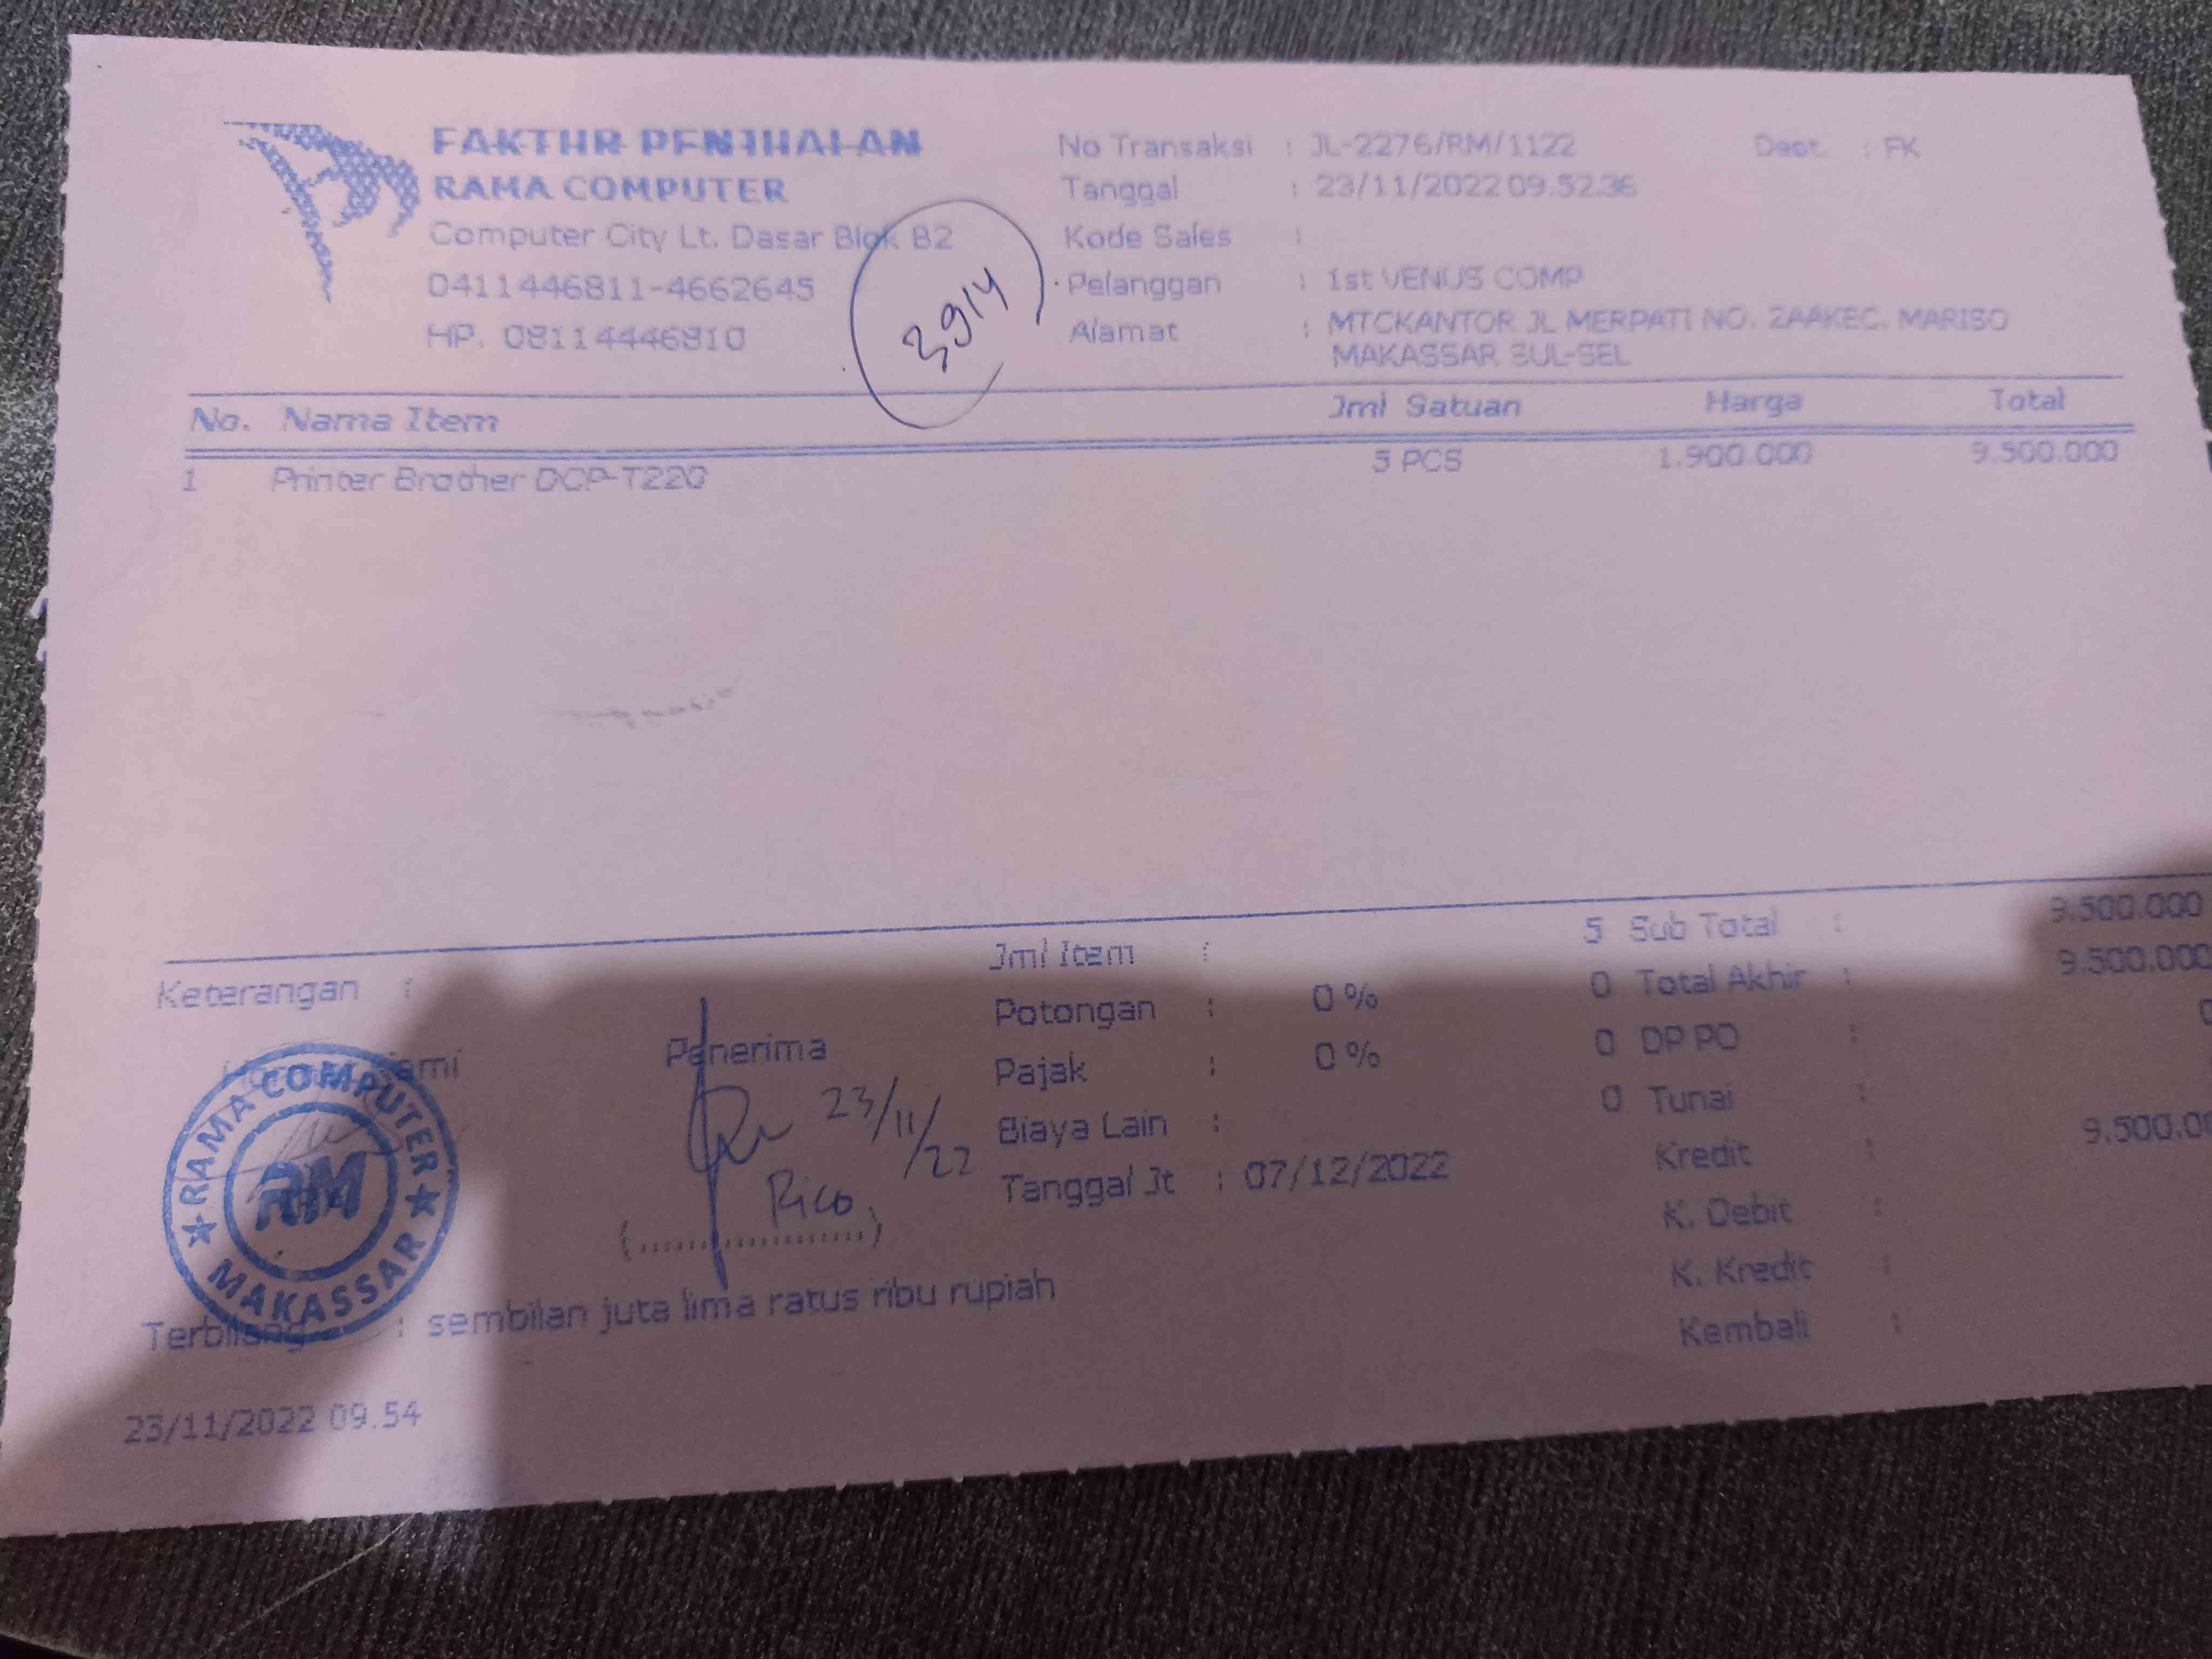 FAKTUR PENJUALAN
RAMA COMPUTER
Computer City Lt. Dasar Blok B2
0411446811-4662645
HP. 08114446810
3914
No Transaksi : JL-2276/RM/1122
Dept. : FK
Tanggal : 23/11/2022 09.52.36
Kode Sales :
Pelanggan : 1st VENUS COMP
Alamat : MTCKANTOR JL MERPATI NO. 2AAKEC. MARISO
MAKASSAR SUL-SEL
No. Nama Item Jml Satuan Harga Total
1 Printer Brother DCP-T220 5 PCS 1.900.000 9.500.000
Keterangan :
Jml Item : 5
Potongan : 0 % 0
Pajak : 0 % 0
Biaya Lain : 0
Tanggal Jt : 07/12/2022
Sub Total : 9.500.000
Total Akhir : 9.500.000
DP PO : 0
Tunai :
Kredit : 9.500.00
K. Debit :
K. Kredit :
Kembali :
Penerima
23/11/22
Rico
(....................)
RAMA COMPUTER
RM
MAKASSAR
Terbilang : sembilan juta lima ratus ribu rupiah
23/11/2022 09.54